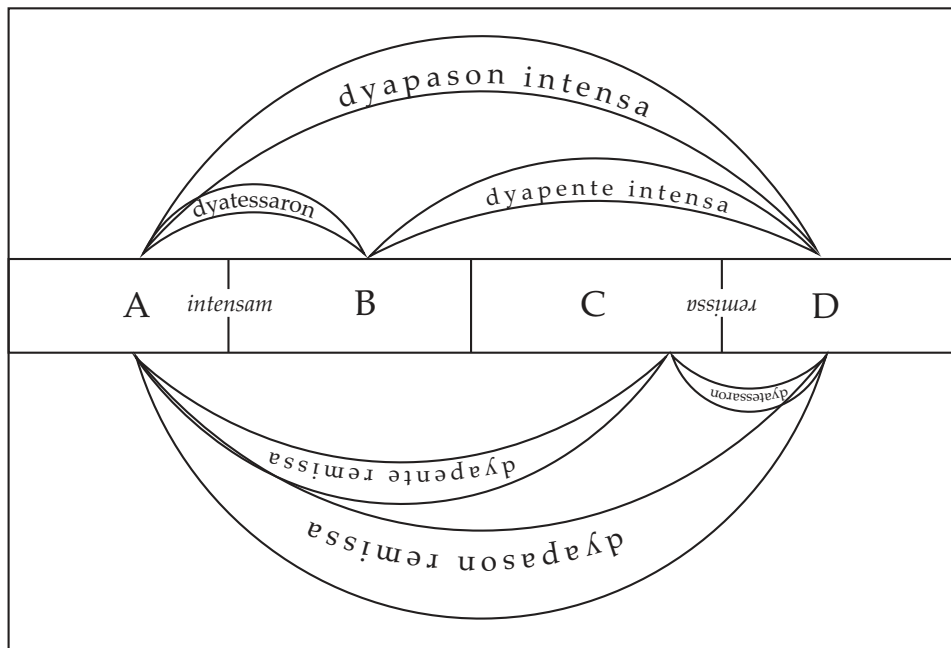 dyapason intensa
dyatessaron
dyapente intensa
A intensam B C remissa D
dyatessaron
dyapente remissa
dyapason remissa